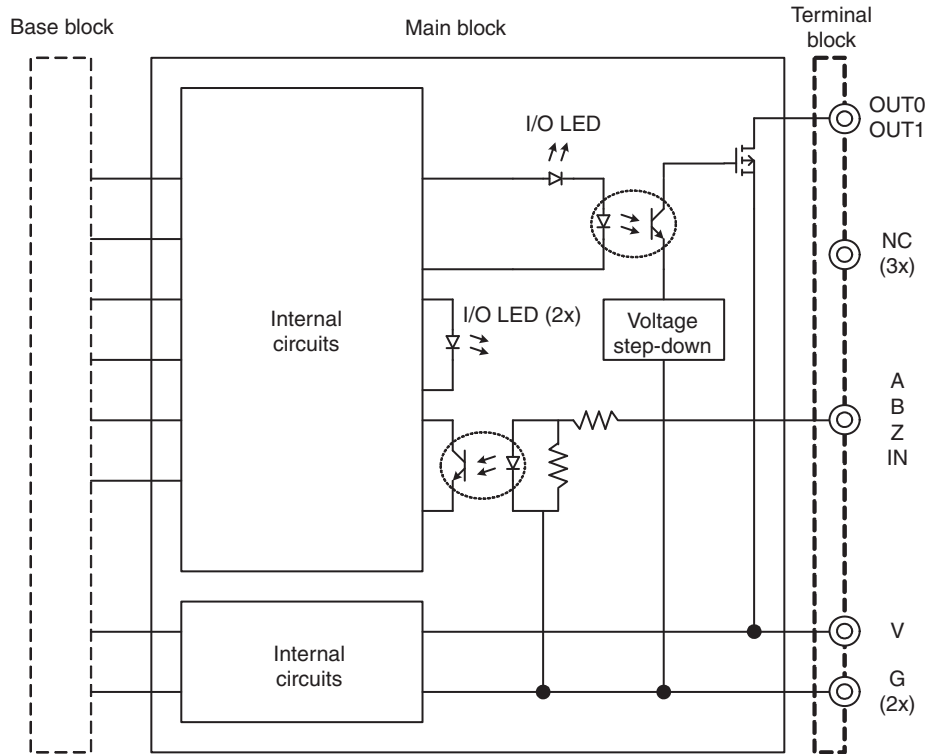 Base block
Main block
Terminal
block
OUT0
OUT1
I/O LED
NC
(3x)
Internal
circuits
I/O LED (2x)
Voltage
step-down
A
B
Z
IN
Internal
circuits
V
G
(2x)